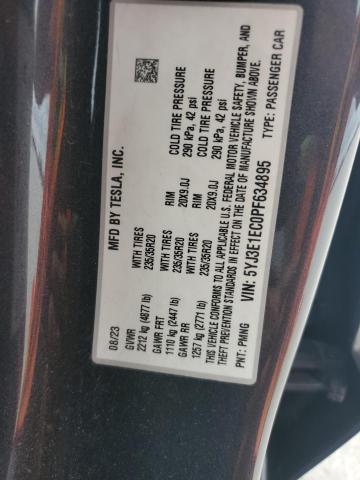 MFD BY TESLA, INC.
08/23
GVWR
2212 kg (4877 lb)
GAWR FRT WITH TIRES RIM COLD TIRE PRESSURE
1110 kg (2447 lb) 235/35R20 20X9.0J 290 kPa, 42 psi
GAWR RR WITH TIRES RIM COLD TIRE PRESSURE
1257 kg (2771 lb) 235/35R20 20X9.0J 290 kPa, 42 psi
THIS VEHICLE CONFORMS TO ALL APPLICABLE U.S. FEDERAL MOTOR VEHICLE SAFETY, BUMPER, AND
THEFT PREVENTION STANDARDS IN EFFECT ON THE DATE OF MANUFACTURE SHOWN ABOVE.
VIN: 5YJ3E1EC0PF634895
PNT: PMNG TYPE: PASSENGER CAR